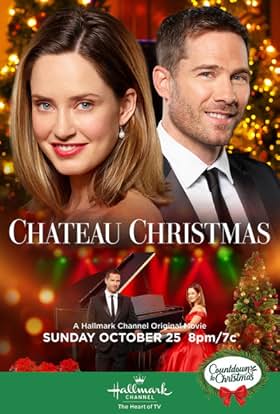 CHATEAU CHRISTMAS
A Hallmark Channel Original Movie
SUNDAY OCTOBER 25 8pm/7c
Countdown
to Christmas
Hallmark
CHANNEL
The Heart of TV